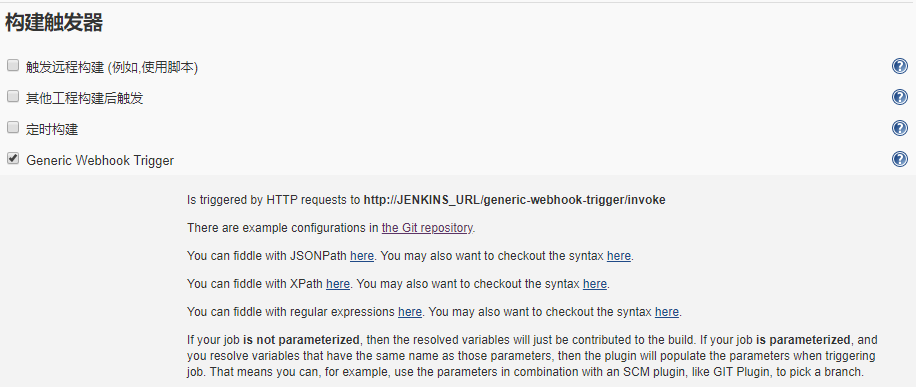 构建触发器
触发远程构建 (例如,使用脚本)
其他工程构建后触发
定时构建
Generic Webhook Trigger
Is triggered by HTTP requests to http://JENKINS_URL/generic-webhook-trigger/invoke
There are example configurations in the Git repository.
You can fiddle with JSONPath here. You may also want to checkout the syntax here.
You can fiddle with XPath here. You may also want to checkout the syntax here.
You can fiddle with regular expressions here. You may also want to checkout the syntax here.
If your job is not parameterized, then the resolved variables will just be contributed to the build. If your job is parameterized, and
you resolve variables that have the same name as those parameters, then the plugin will populate the parameters when triggering
job. That means you can, for example, use the parameters in combination with an SCM plugin, like GIT Plugin, to pick a branch.